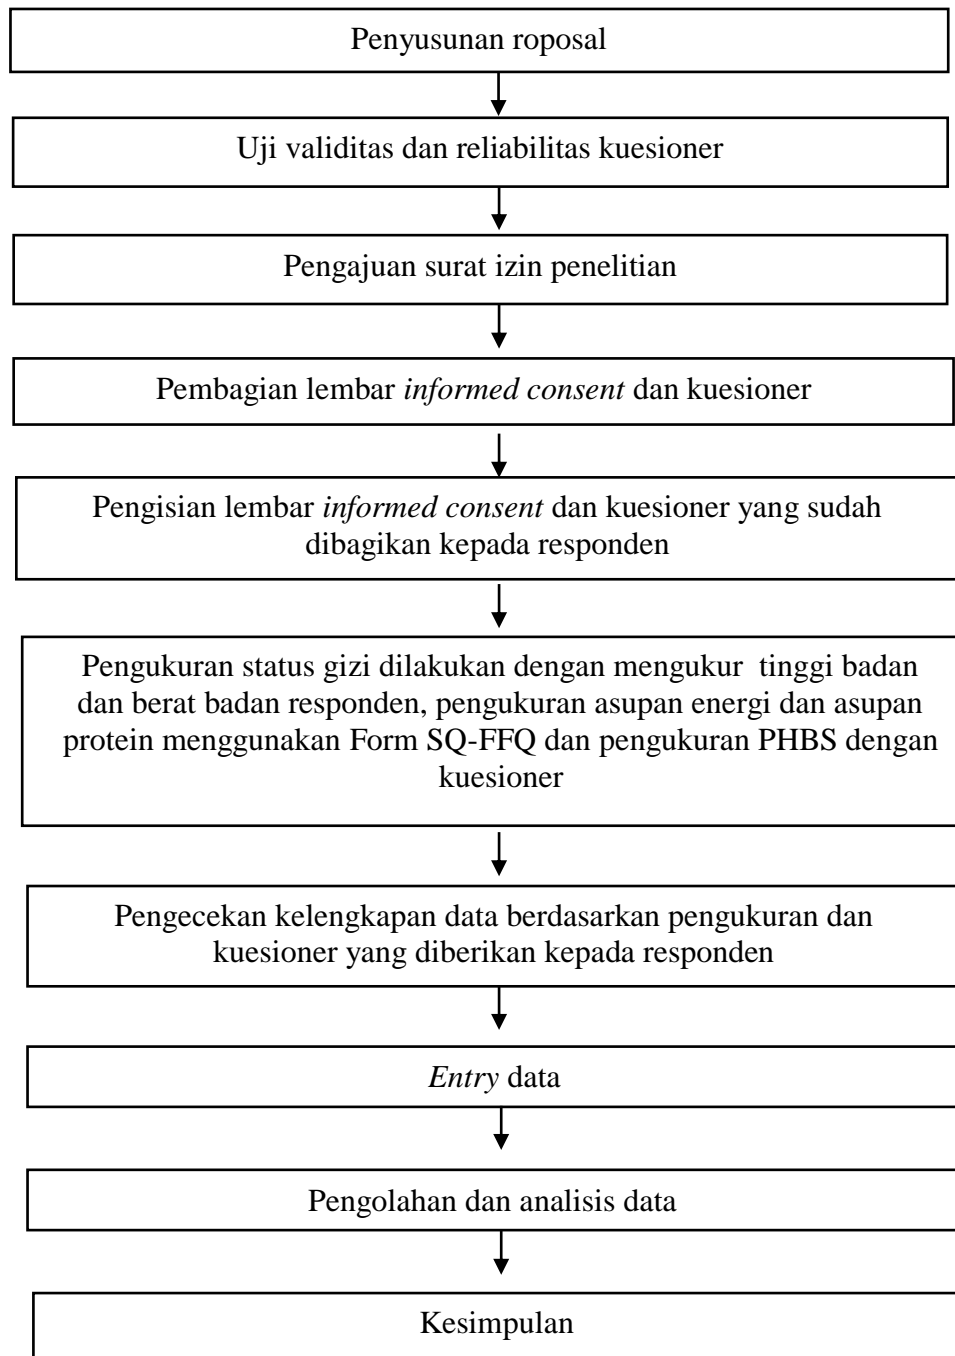 Penyusunan roposal
Uji validitas dan reliabilitas kuesioner
Pengajuan surat izin penelitian
Pembagian lembar informed consent dan kuesioner
Pengisian lembar informed consent dan kuesioner yang sudah
dibagikan kepada responden
Pengukuran status gizi dilakukan dengan mengukur tinggi badan
dan berat badan responden, pengukuran asupan energi dan asupan
protein menggunakan Form SQ-FFQ dan pengukuran PHBS dengan
kuesioner
Pengecekan kelengkapan data berdasarkan pengukuran dan
kuesioner yang diberikan kepada responden
Entry data
Pengolahan dan analisis data
Kesimpulan